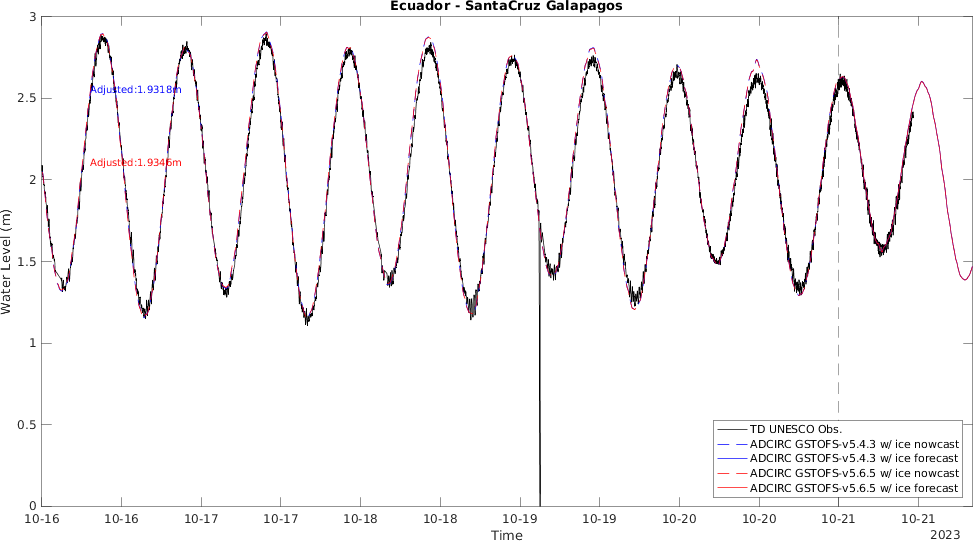 Ecuador - SantaCruz Galapagos
3
2.5
2
1.5
1
0.5
0
Water Level (m)
Adjusted:1.9318m
Adjusted:1.9346m
TD UNESCO Obs.
ADCIRC GSTOFS-v5.4.3 w/ ice nowcast
ADCIRC GSTOFS-v5.4.3 w/ ice forecast
ADCIRC GSTOFS-v5.6.5 w/ ice nowcast
ADCIRC GSTOFS-v5.6.5 w/ ice forecast
10-16 10-16 10-17 10-17 10-18 10-18 10-19 10-19 10-20 10-20 10-21 10-21
Time
2023